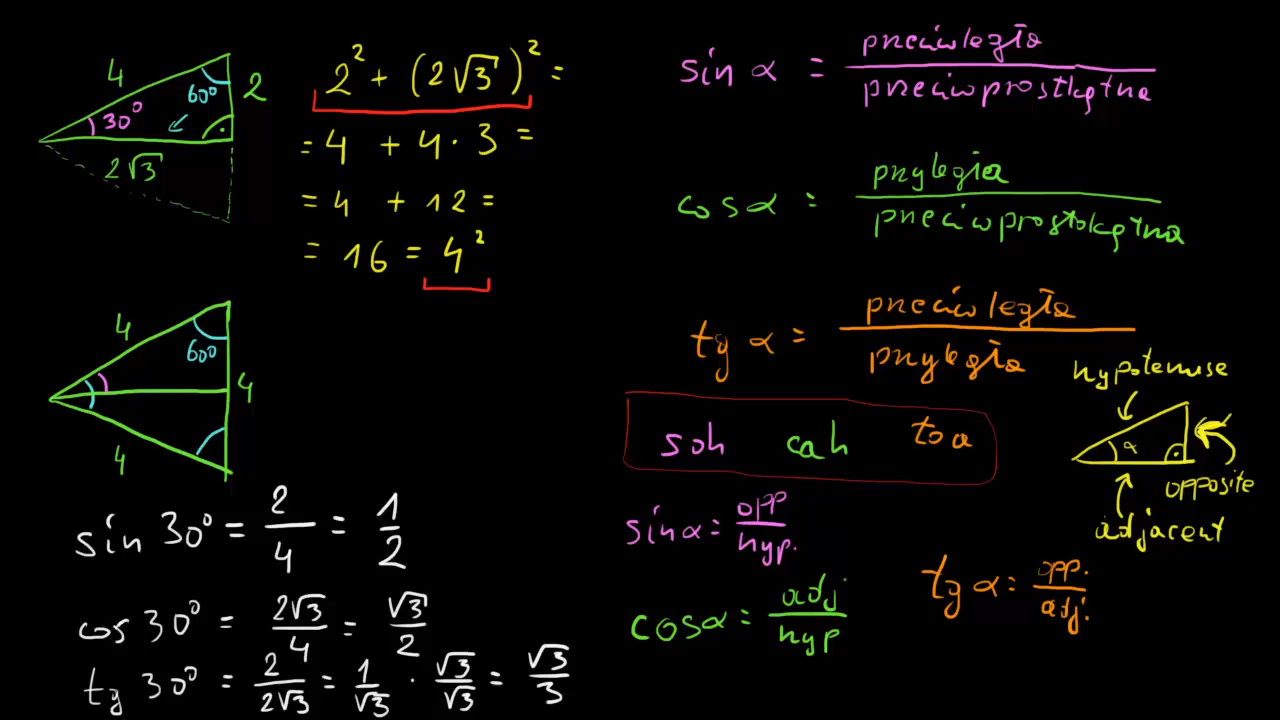 4
60° 2
30°
2√3
2² + (2√3)² =
= 4 + 4 · 3 =
= 4 + 12 =
= 16 = 4²
4
60°
4
4
sin 30° = 2/4 = 1/2
cos 30° = 2√3/4 = √3/2
tg 30° = 2/2√3 = 1/√3 · √3/√3 = √3/3
sin α = przeciwległa/przeciwprostkątna
cos α = przyległa/przeciwprostokątna
tg α = przeciwległa/przyległa
soh cah toa
hypotenuse
α
opposite
adjacent
sin α = opp/hyp.
cos α = adj/hyp
tg α = opp./adj.